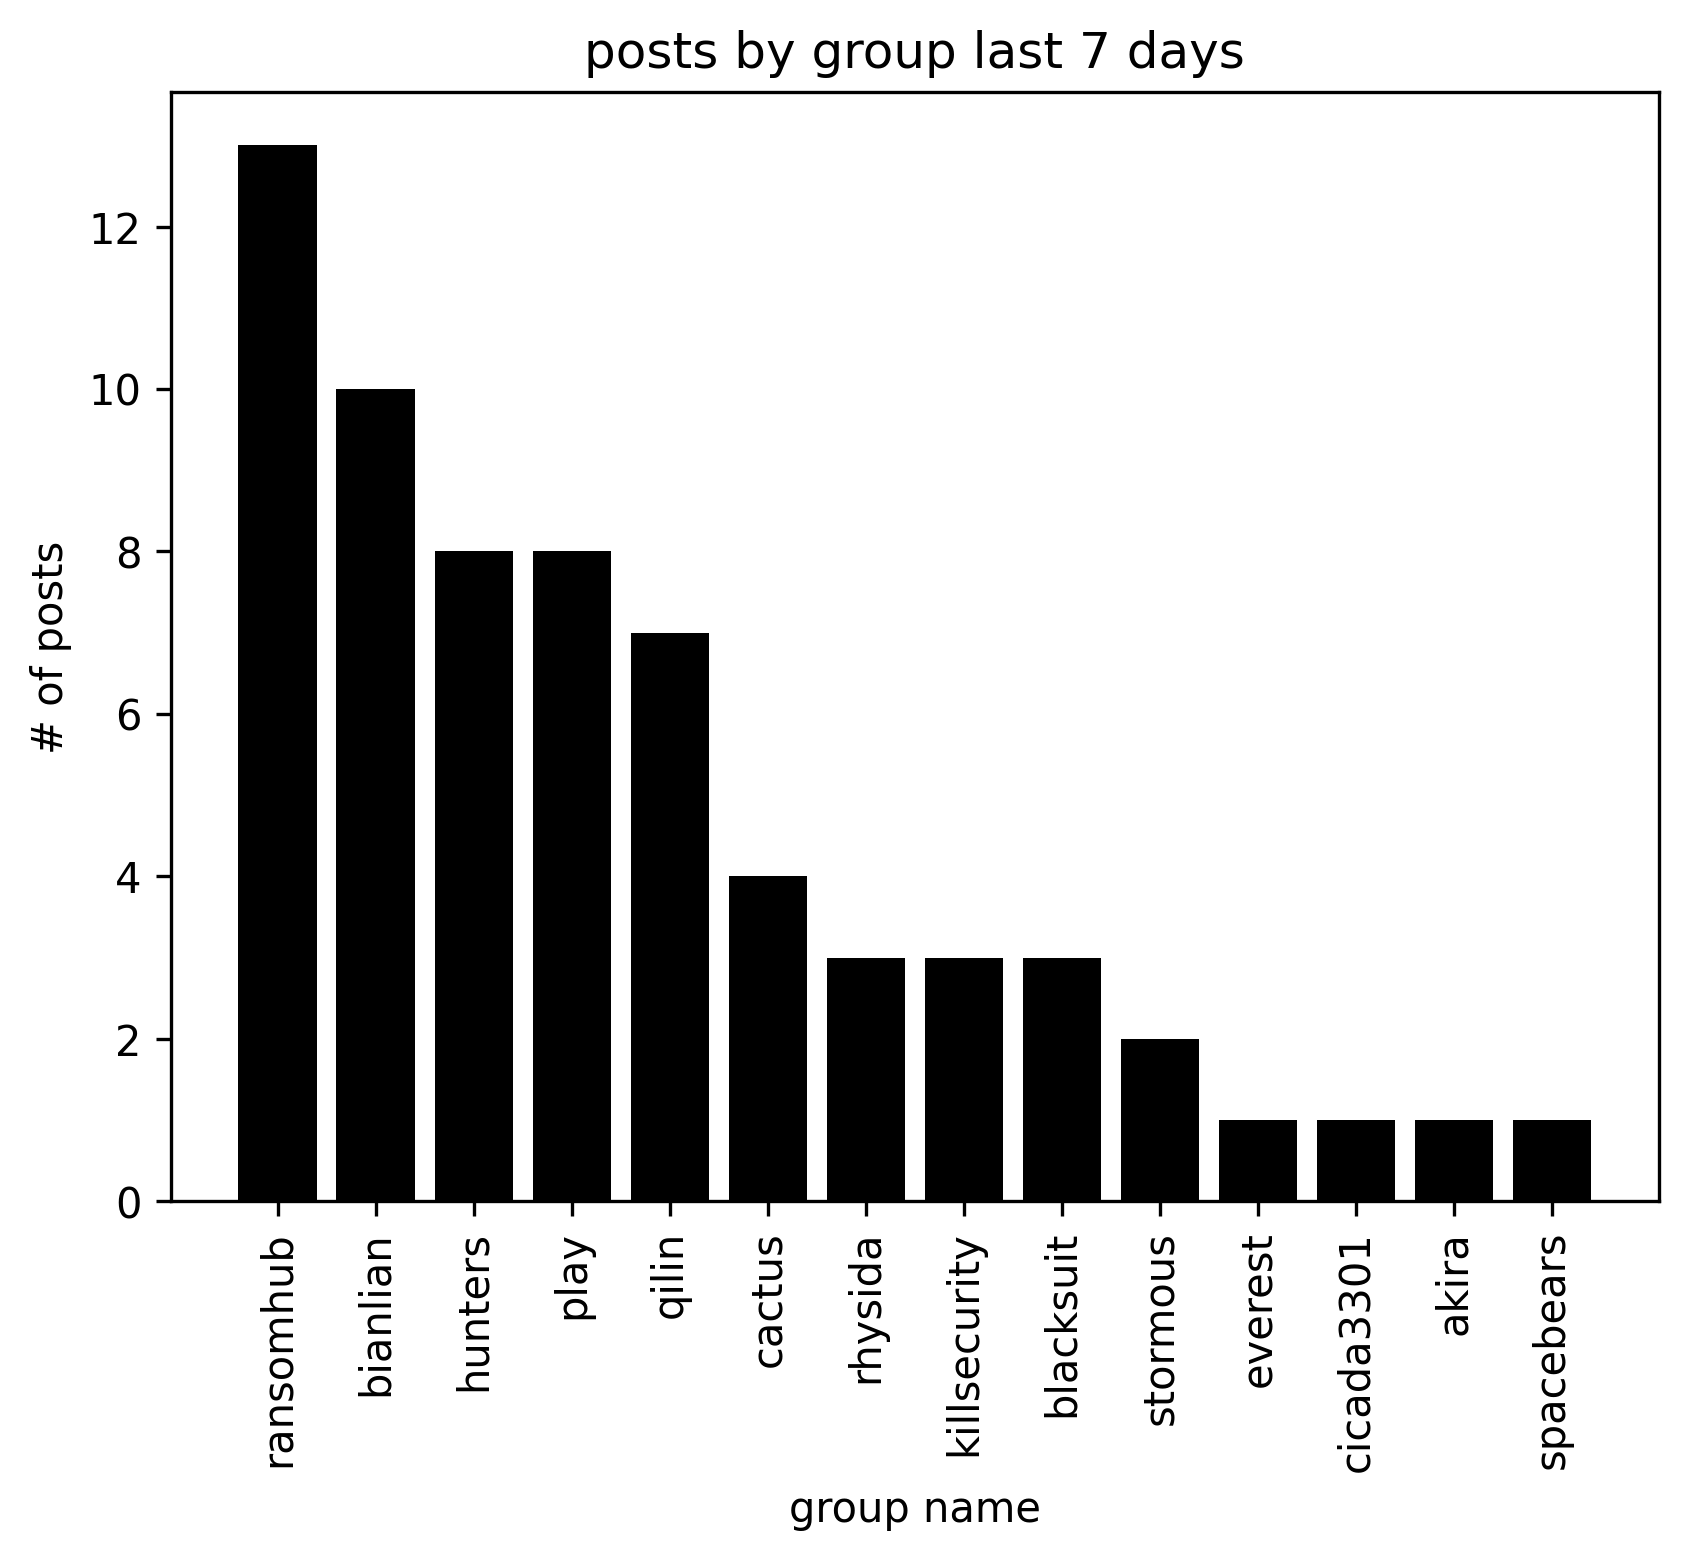 posts by group last 7 days
# of posts
12
10
8
6
4
2
0
ransomhub
bianlian
hunters
play
qilin
cactus
rhysida
killsecurity
blacksuit
stormous
everest
cicada3301
akira
spacebears
group name